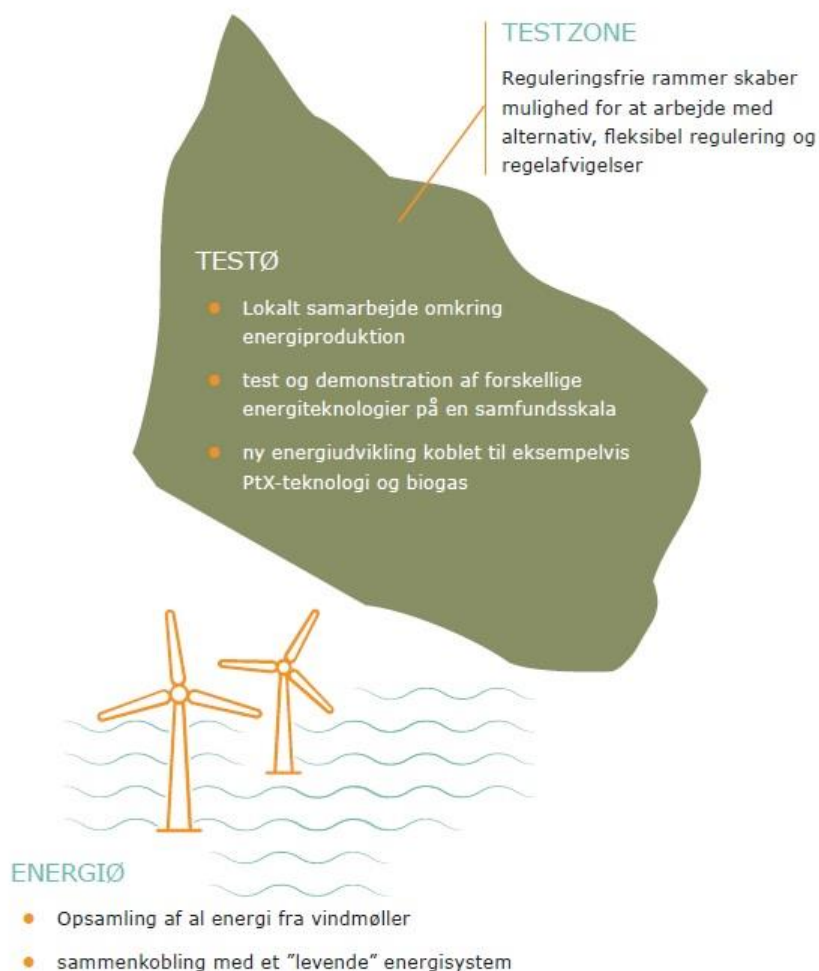 TESTZONE
Reguleringsfrie rammer skaber
mulighed for at arbejde med
alternativ, fleksibel regulering og
regelafvigelser
TESTØ
Lokalt samarbejde omkring
energiproduktion
test og demonstration af forskellige
energiteknologier på en samfundsskala
ny energiudvikling koblet til eksempelvis
PtX-teknologi og biogas
ENERGIØ
Opsamling af al energi fra vindmøller
sammenkobling med et ”levende” energisystem